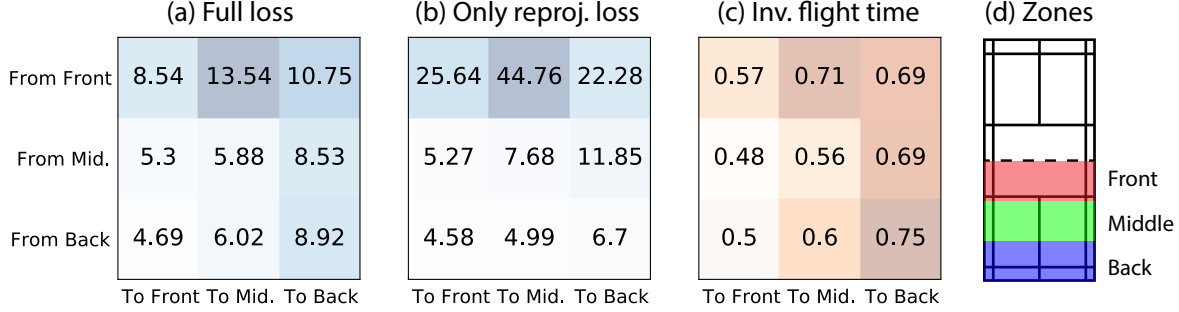 (a) Full loss (b) Only reproj. loss (c) Inv. flight time (d) Zones
From Front 8.54 13.54 10.75 25.64 44.76 22.28 0.57 0.71 0.69
From Mid. 5.3 5.88 8.53 5.27 7.68 11.85 0.48 0.56 0.69
Front
Middle
From Back 4.69 6.02 8.92 4.58 4.99 6.7 0.5 0.6 0.75
Back
To Front To Mid. To Back To Front To Mid. To Back To Front To Mid. To Back